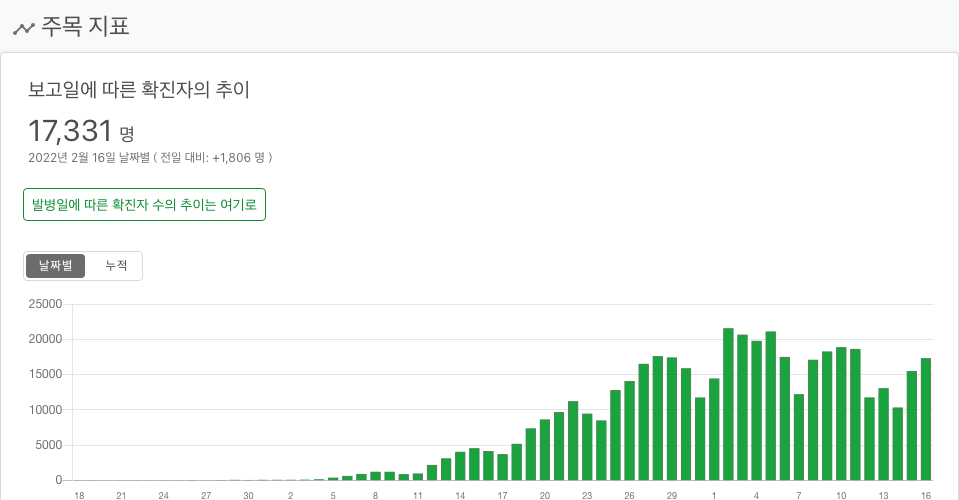 주목 지표
보고일에 따른 확진자의 추이
17,331 명
2022년 2월 16일 날짜별 ( 전일 대비: +1,806 명 )
발병일에 따른 확진자 수의 추이는 여기로
날짜별 누적
25000
20000
15000
10000
5000
0
18 21 24 27 30 2 5 8 11 14 17 20 23 26 29 1 4 7 10 13 16